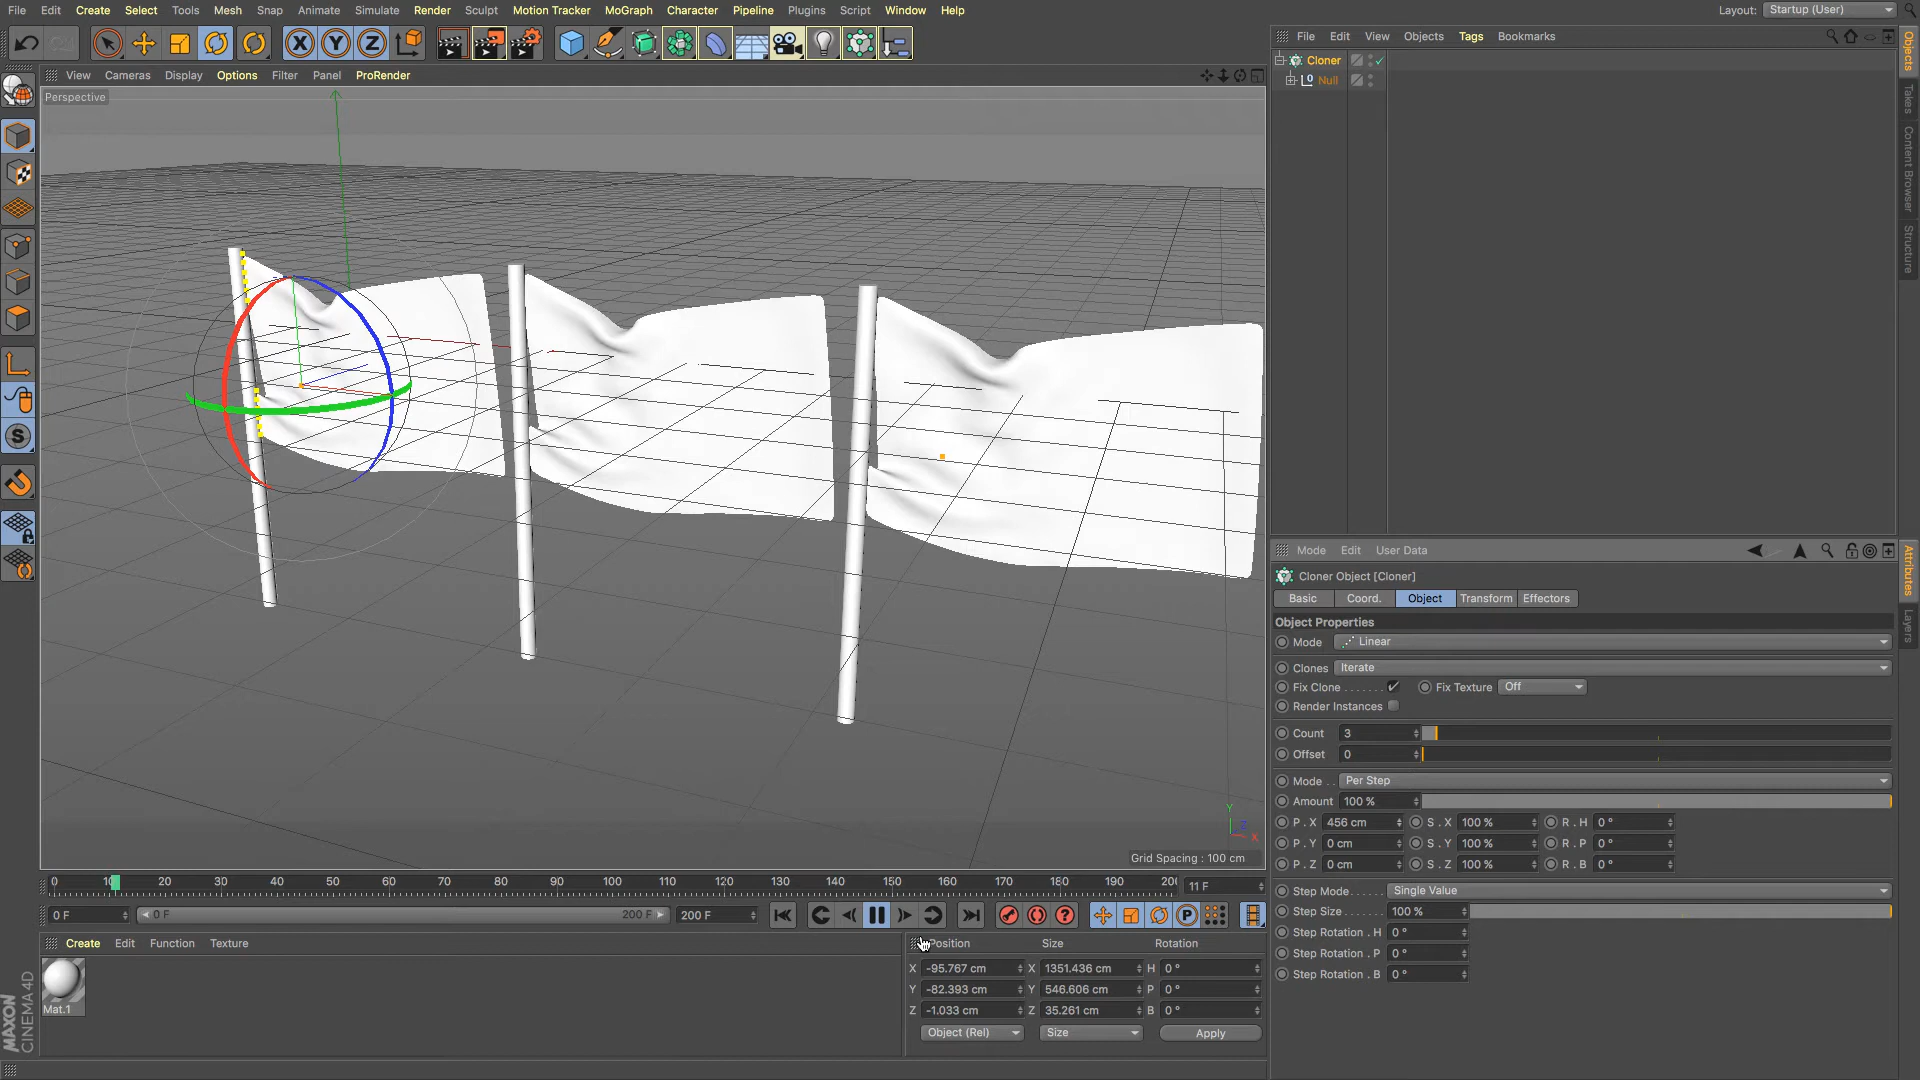 File Edit Create Select Tools Mesh Snap Animate Simulate Render Sculpt Motion Tracker MoGraph Character Pipeline Plugins Script Window Help
Layout: Startup (User)
X Y Z
File Edit View Objects Tags Bookmarks
View Cameras Display Options Filter Panel ProRender
Perspective
Cloner
Null
Objects
Takes
Content Browser
Structure
Grid Spacing : 100 cm
Y
Z
X
Mode Edit User Data
Cloner Object [Cloner]
Basic Coord. Object Transform Effectors
Object Properties
Mode Linear
Clones Iterate
Fix Clone Fix Texture Off
Render Instances
Count 3
Offset 0
Mode Per Step
Amount 100 %
P . X 456 cm S . X 100 % R . H 0 °
P . Y 0 cm S . Y 100 % R . P 0 °
P . Z 0 cm S . Z 100 % R . B 0 °
Step Mode Single Value
Step Size 100 %
Step Rotation . H 0 °
Step Rotation . P 0 °
Step Rotation . B 0 °
Attributes
Layers
0 10 20 30 40 50 60 70 80 90 100 110 120 130 140 150 160 170 180 190 20 11 F
0 F 0 F 200 F 200 F
Create Edit Function Texture
Mat.1
MAXON
CINEMA 4D
Position Size Rotation
X -95.767 cm X 1351.436 cm H 0 °
Y -82.393 cm Y 546.606 cm P 0 °
Z -1.033 cm Z 35.261 cm B 0 °
Object (Rel) Size Apply